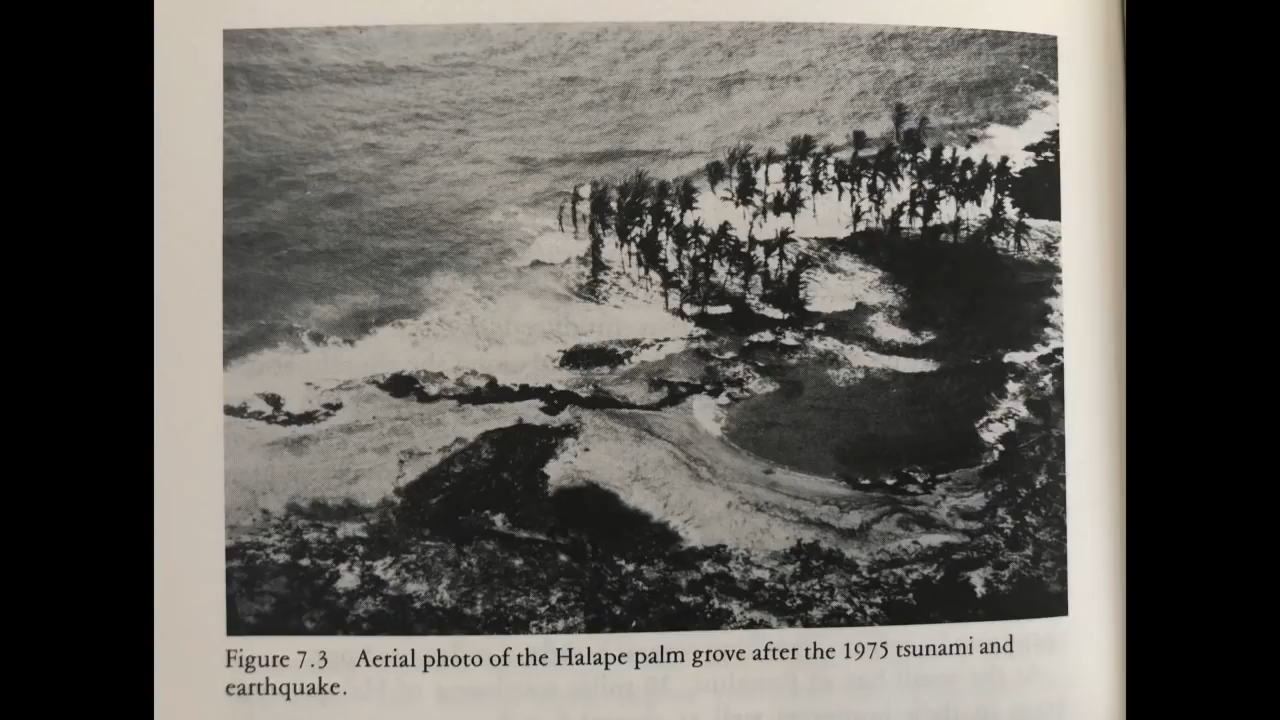 Figure 7.3 Aerial photo of the Halape palm grove after the 1975 tsunami and
earthquake.